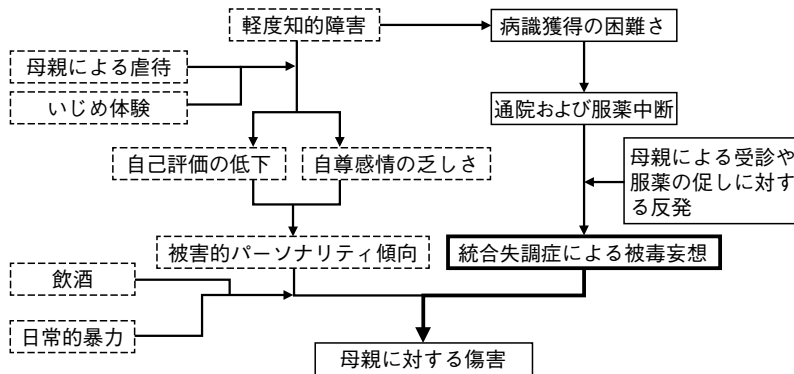 軽度知的障害
病識獲得の困難さ
母親による虐待
いじめ体験
通院および服薬中断
自己評価の低下
自尊感情の乏しさ
母親による受診や
服薬の促しに対す
る反発
被害的パーソナリティ傾向
統合失調症による被毒妄想
飲酒
日常的暴力
母親に対する傷害